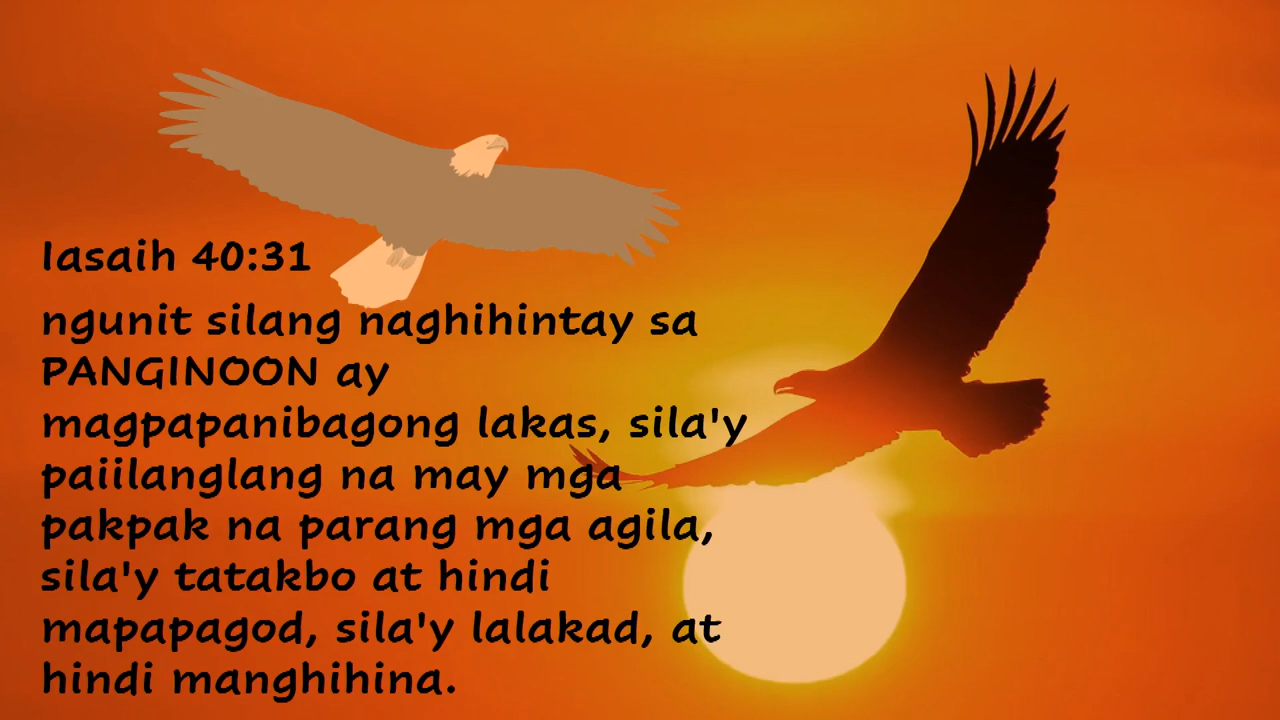 Iasaih 40:31
ngunit silang naghihintay sa
PANGINOON ay
magpapanibagong lakas, sila'y
paiilanglang na may mga
pakpak na parang mga agila,
sila'y tatakbo at hindi
mapapagod, sila'y lalakad, at
hindi manghihina.